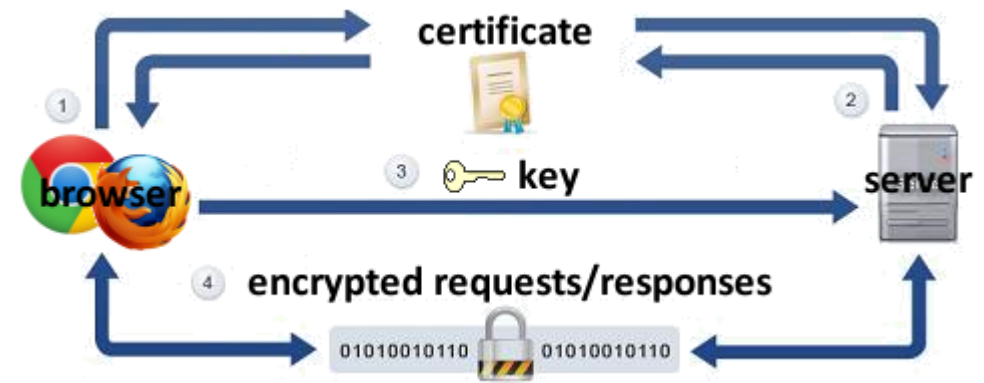 certificate
1
2
3
key
browser
server
4
encrypted requests/responses
01010010110
01010010110